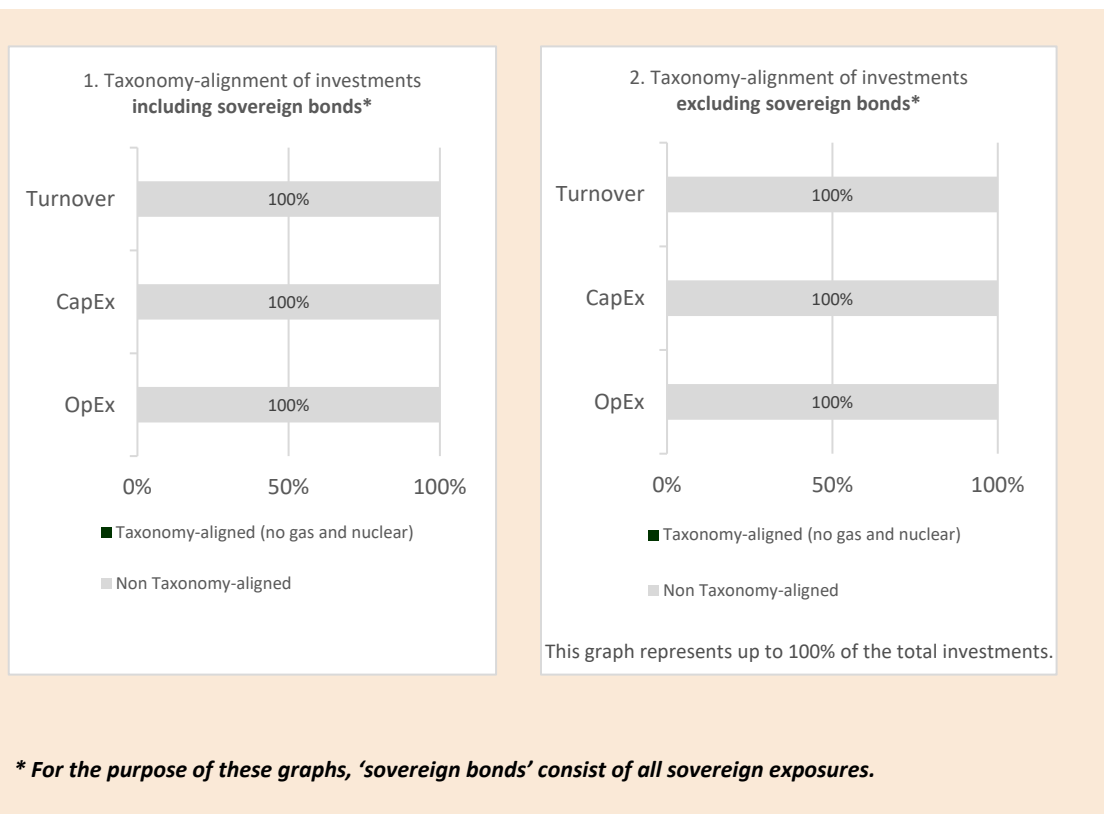 1. Taxonomy-alignment of investments
including sovereign bonds*
Turnover
100%
CapEx
100%
OpEx
100%
0% 50% 100%
Taxonomy-aligned (no gas and nuclear)
Non Taxonomy-aligned
2. Taxonomy-alignment of investments
excluding sovereign bonds*
Turnover
100%
CapEx
100%
OpEx
100%
0% 50% 100%
Taxonomy-aligned (no gas and nuclear)
Non Taxonomy-aligned
This graph represents up to 100% of the total investments.
* For the purpose of these graphs, ‘sovereign bonds’ consist of all sovereign exposures.